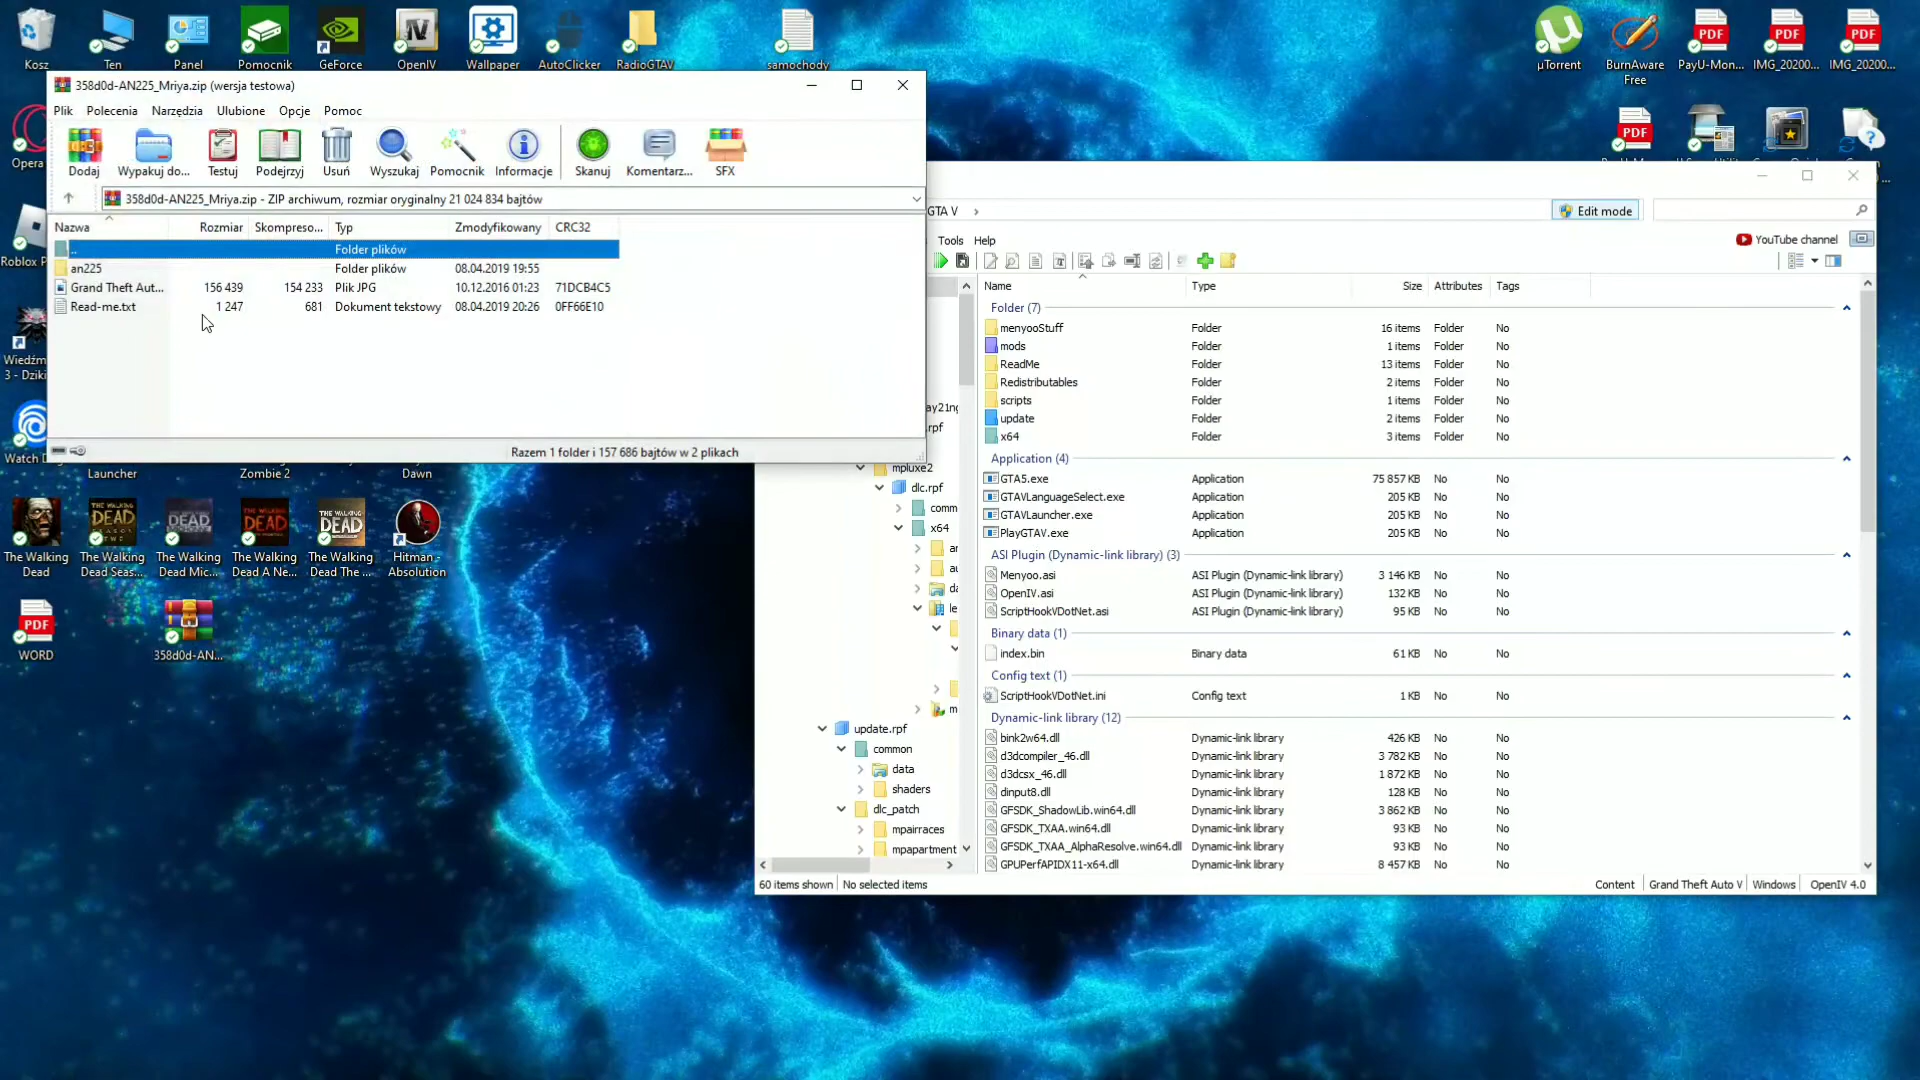 Kosz
Ten
Panel
Pomocnik
GeForce
OpenIV
Wallpaper
AutoClicker
RadioGTAV
samochody
µTorrent
BurnAware Free
PayU-Mon...
IMG_20200...
IMG_2020...
PDF
PDF
PDF
PDF
358d0d-AN225_Mriya.zip (wersja testowa)
Plik Polecenia Narzędzia Ulubione Opcje Pomoc
Dodaj Wypakuj do... Testuj Podejrzyj Usuń Wyszukaj Pomocnik Informacje Skanuj Komentarz... SFX
358d0d-AN225_Mriya.zip - ZIP archiwum, rozmiar oryginalny 21 024 834 bajtów
Nazwa Rozmiar Skompreso... Typ Zmodyfikowany CRC32
.. Folder plików
an225 Folder plików 08.04.2019 19:55
Grand Theft Aut... 156 439 154 233 Plik JPG 10.12.2016 01:23 71DCB4C5
Read-me.txt 1 247 681 Dokument tekstowy 08.04.2019 20:26 0FF66E10
Razem 1 folder i 157 686 bajtów w 2 plikach
Opera
Roblox P
Wiedźm
3 - Dziki
Watch D
Launcher
Zombie 2
Dawn
The Walking Dead
The Walking Dead Seas...
The Walking Dead Mic...
The Walking Dead A Ne...
The Walking Dead The ...
Hitman - Absolution
PDF
WORD
358d0d-AN...
GTA V
Edit mode
Tools Help
YouTube channel
Name Type Size Attributes Tags
Folder (7)
menyooStuff Folder 16 items Folder No
mods Folder 1 items Folder No
ReadMe Folder 13 items Folder No
Redistributables Folder 2 items Folder No
scripts Folder 1 items Folder No
update Folder 2 items Folder No
x64 Folder 3 items Folder No
Application (4)
GTA5.exe Application 75 857 KB No No
GTAVLanguageSelect.exe Application 205 KB No No
GTAVLauncher.exe Application 205 KB No No
PlayGTAV.exe Application 205 KB No No
ASI Plugin (Dynamic-link library) (3)
Menyoo.asi ASI Plugin (Dynamic-link library) 3 146 KB No No
OpenIV.asi ASI Plugin (Dynamic-link library) 132 KB No No
ScriptHookVDotNet.asi ASI Plugin (Dynamic-link library) 95 KB No No
Binary data (1)
index.bin Binary data 61 KB No No
Config text (1)
ScriptHookVDotNet.ini Config text 1 KB No No
Dynamic-link library (12)
bink2w64.dll Dynamic-link library 426 KB No No
d3dcompiler_46.dll Dynamic-link library 3 782 KB No No
d3dcsx_46.dll Dynamic-link library 1 872 KB No No
dinput8.dll Dynamic-link library 128 KB No No
GFSDK_ShadowLib.win64.dll Dynamic-link library 3 862 KB No No
GFSDK_TXAA.win64.dll Dynamic-link library 93 KB No No
GFSDK_TXAA_AlphaResolve.win64.dll Dynamic-link library 93 KB No No
GPUPerfAPIDX11-x64.dll Dynamic-link library 8 457 KB No No
ay21ng
.rpf
mpluxe2
dlc.rpf
comm
x64
ar
au
da
le
m
update.rpf
common
data
shaders
dlc_patch
mpairraces
mpapartment
60 items shown No selected items Content Grand Theft Auto V Windows OpenIV 4.0